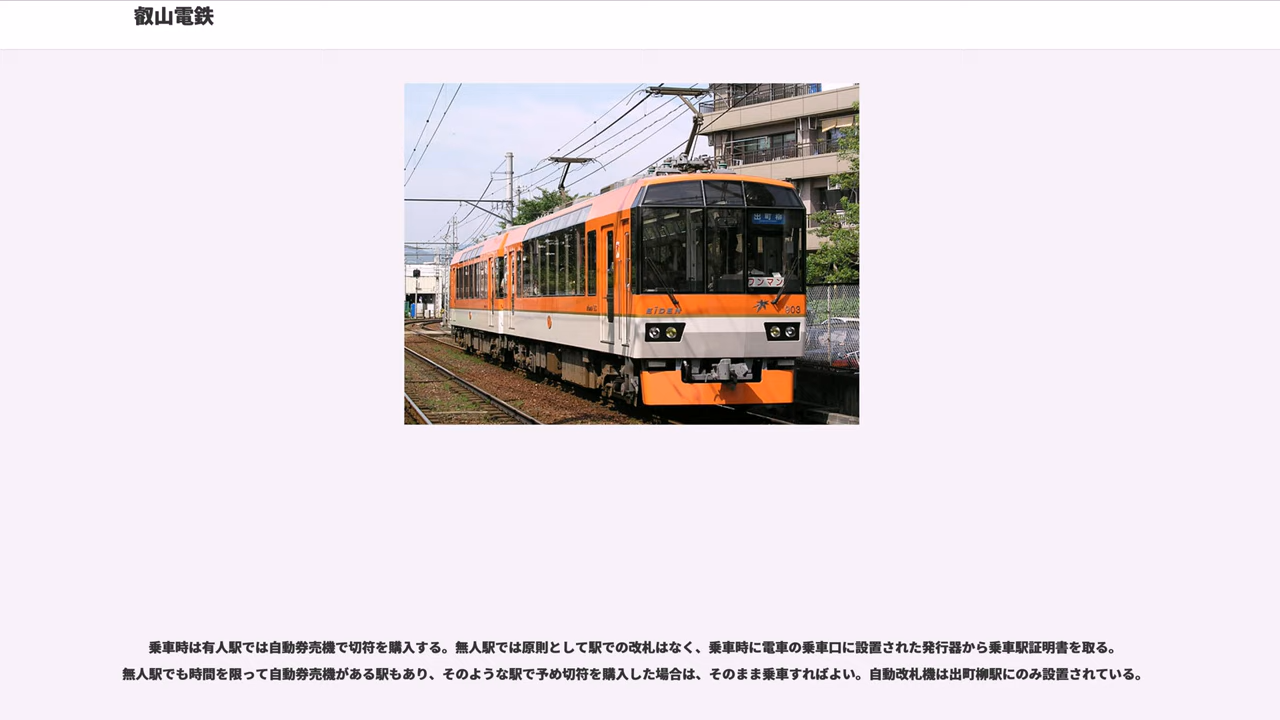 叡山電鉄
出町柳
ワンマン
EIDEN
903
乗車時は有人駅では自動券売機で切符を購入する。無人駅では原則として駅での改札はなく、乗車時に電車の乗車口に設置された発行器から乗車駅証明書を取る。
無人駅でも時間を限って自動券売機がある駅もあり、そのような駅で予め切符を購入した場合は、そのまま乗車すればよい。自動改札機は出町柳駅にのみ設置されている。